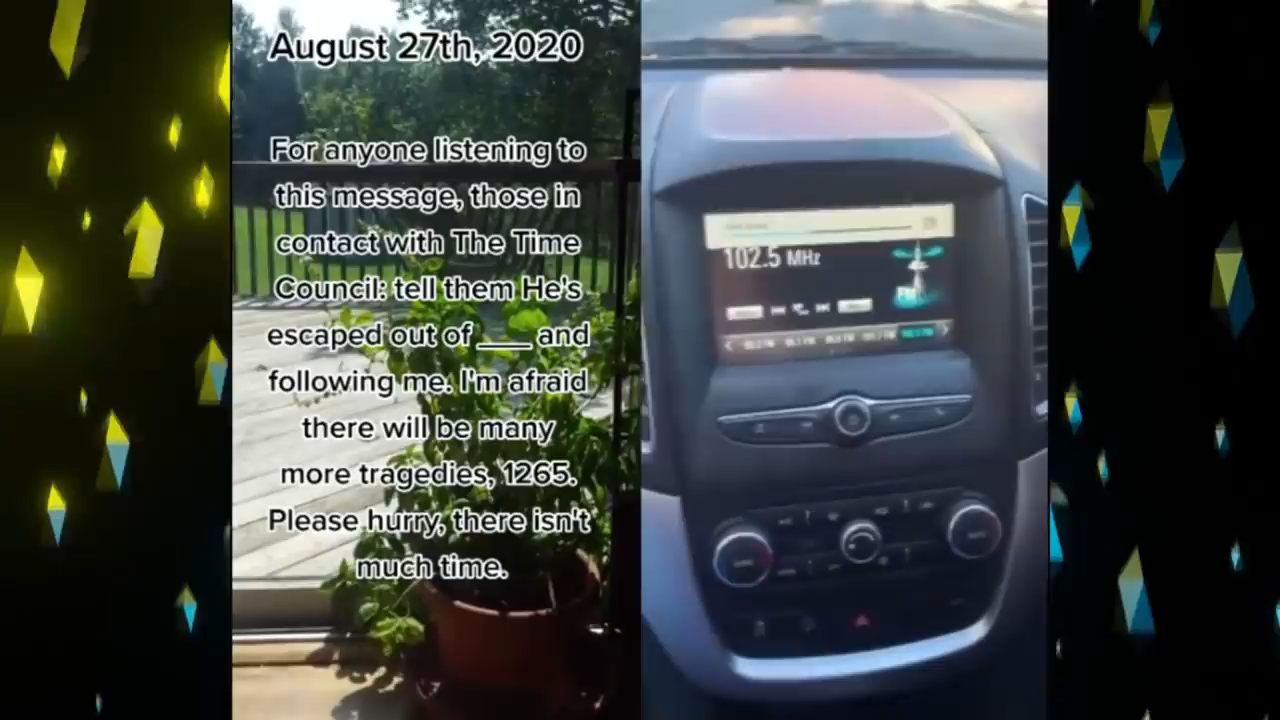 August 27th, 2020
For anyone listening to
this message, those in
contact with The Time
Council: tell them He's
escaped out of ____ and
following me. I'm afraid
there will be many
more tragedies, 1265.
Please hurry, there isn't
much time.
102.5 MHz